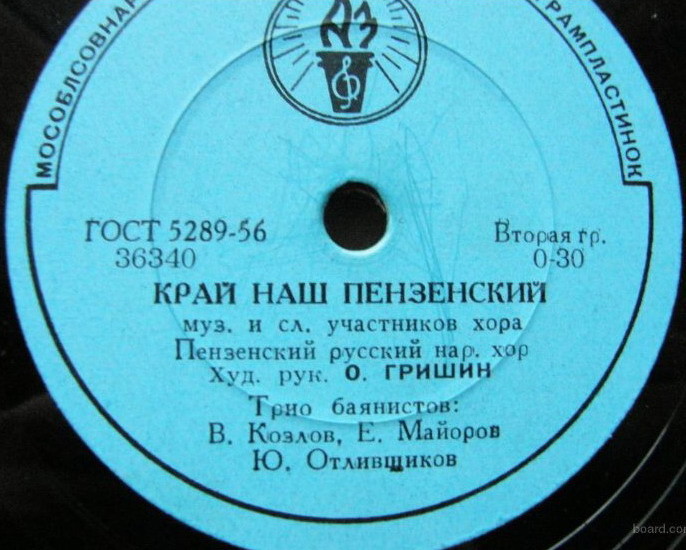 МОСОБЛСОВНАР
ГРАМПЛАСТИНОК
АЗ
ГОСТ 5289-56
Вторая гр.
36340
0-30
КРАЙ НАШ ПЕНЗЕНСКИЙ
муз. и сл. участников хора
Пензенский русский нар. хор
Худ. рук. О. ГРИШИН
Трио баянистов:
В. Козлов, Е. Майоров
Ю. Отливщиков
board.com